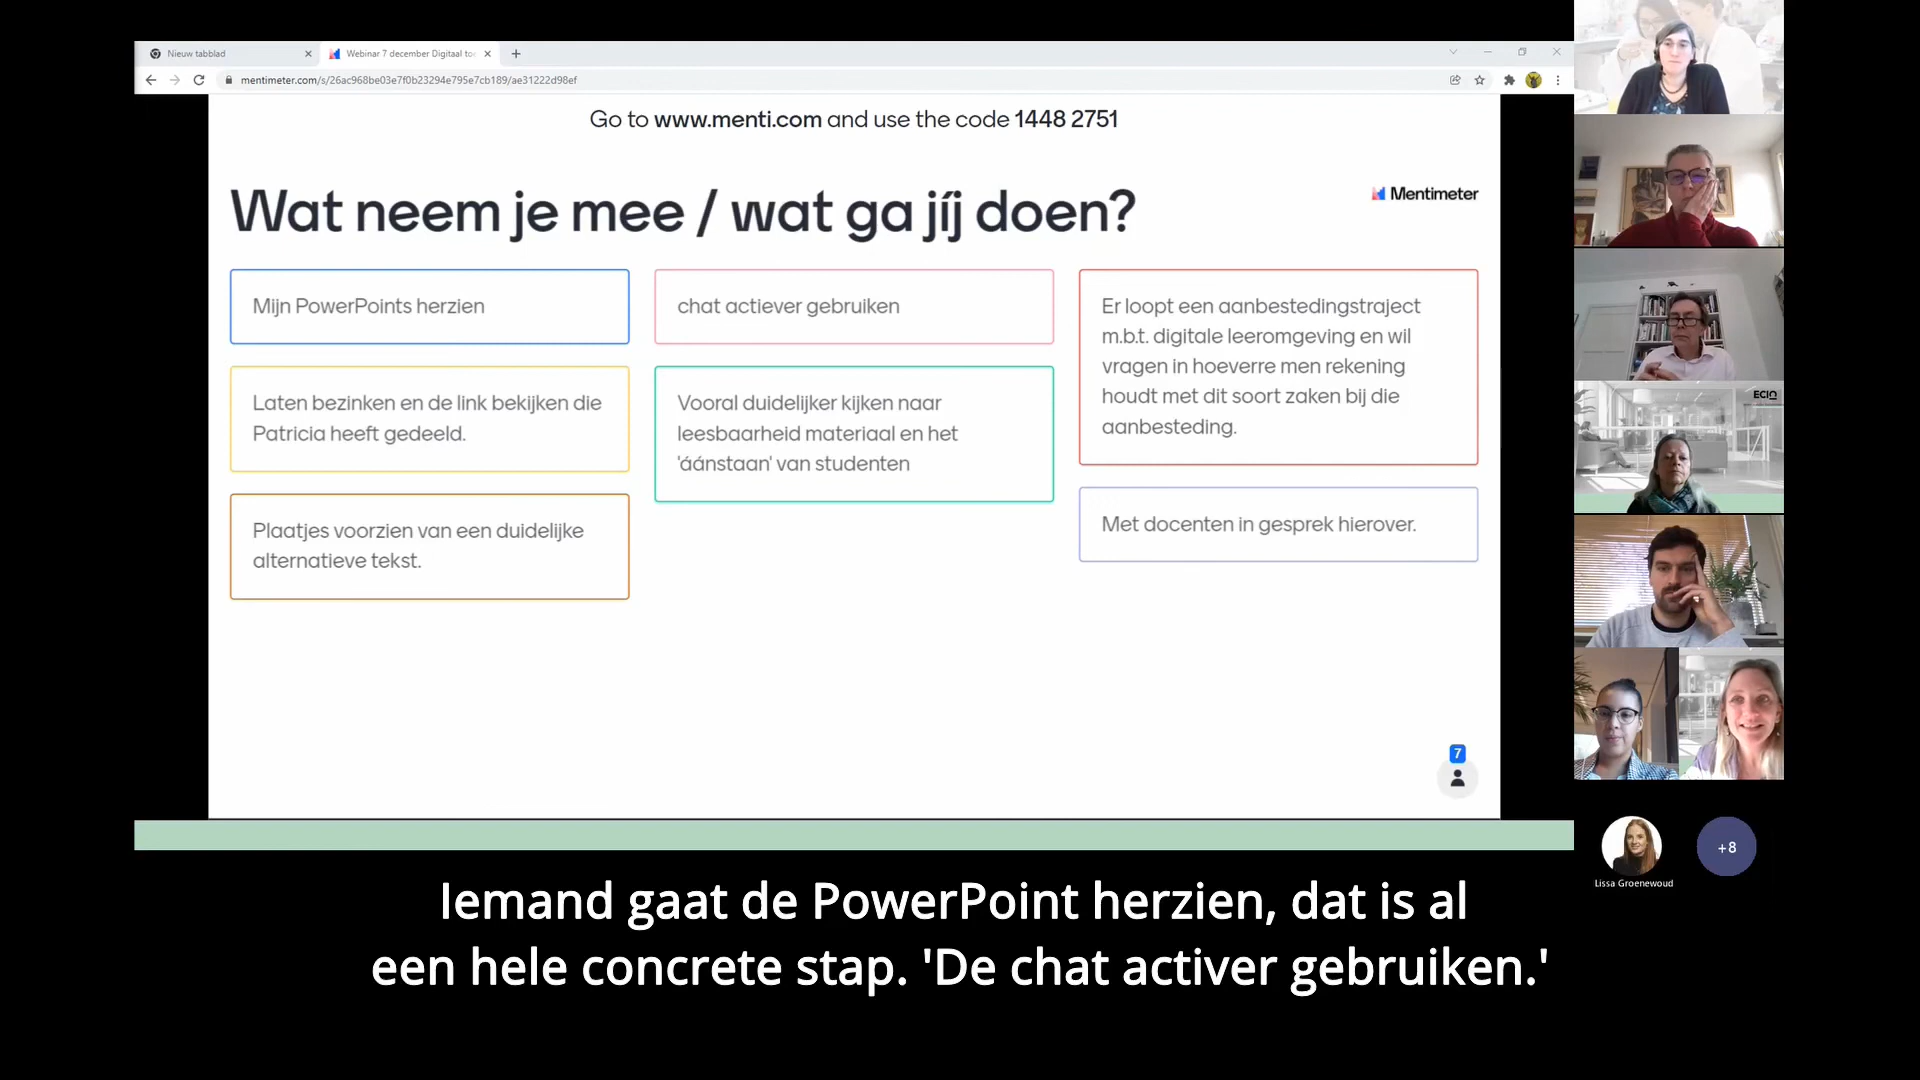 Nieuw tabblad
Webinar 7 december Digitaal to
mentimeter.com/s/26ac968be03e7f0b23294e795e7cb189/ae31222d98ef
Go to www.menti.com and use the code 1448 2751
Wat neem je mee / wat ga jíj doen?
Mentimeter
Mijn PowerPoints herzien
Laten bezinken en de link bekijken die
Patricia heeft gedeeld.
Plaatjes voorzien van een duidelijke
alternatieve tekst.
chat actiever gebruiken
Vooral duidelijker kijken naar
leesbaarheid materiaal en het
'áánstaan' van studenten
Er loopt een aanbestedingstraject
m.b.t. digitale leeromgeving en wil
vragen in hoeverre men rekening
houdt met dit soort zaken bij die
aanbesteding.
Met docenten in gesprek hierover.
7
ECIO
+8
Lissa Groenewoud
Iemand gaat de PowerPoint herzien, dat is al
een hele concrete stap. 'De chat activer gebruiken.'